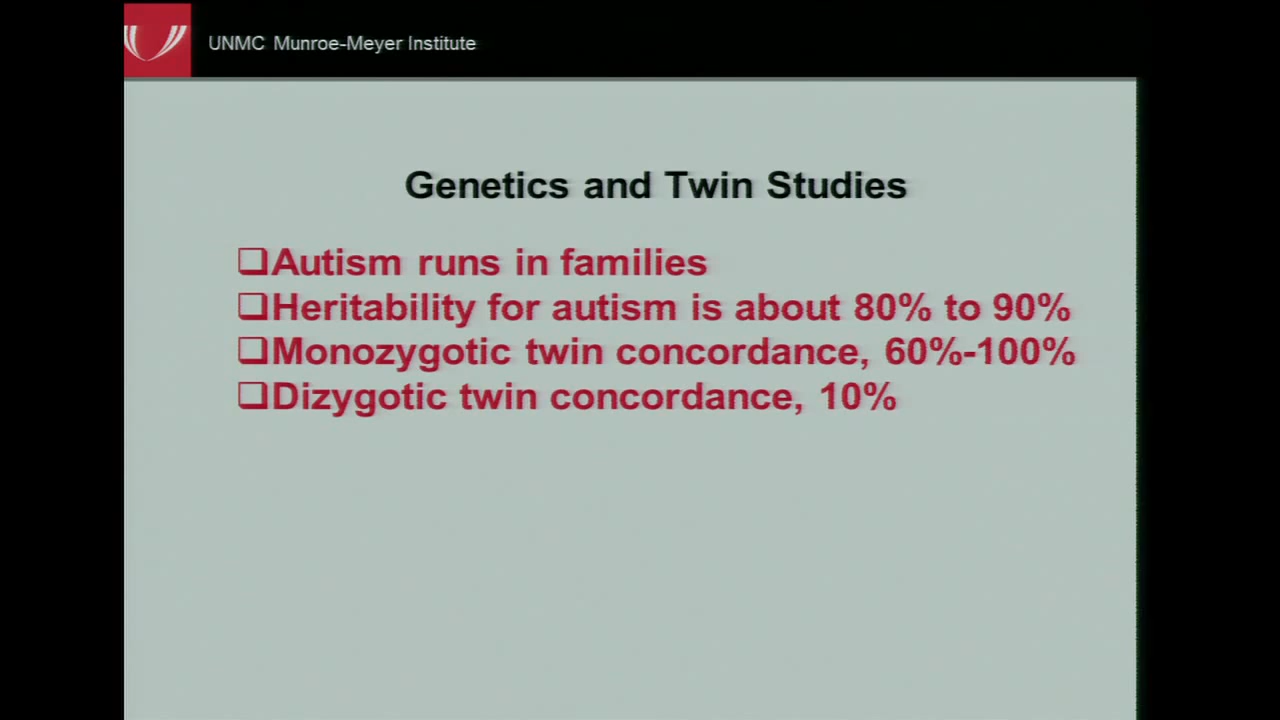 UNMC Munroe-Meyer Institute
Genetics and Twin Studies
❑Autism runs in families
❑Heritability for autism is about 80% to 90%
❑Monozygotic twin concordance, 60%-100%
❑Dizygotic twin concordance, 10%